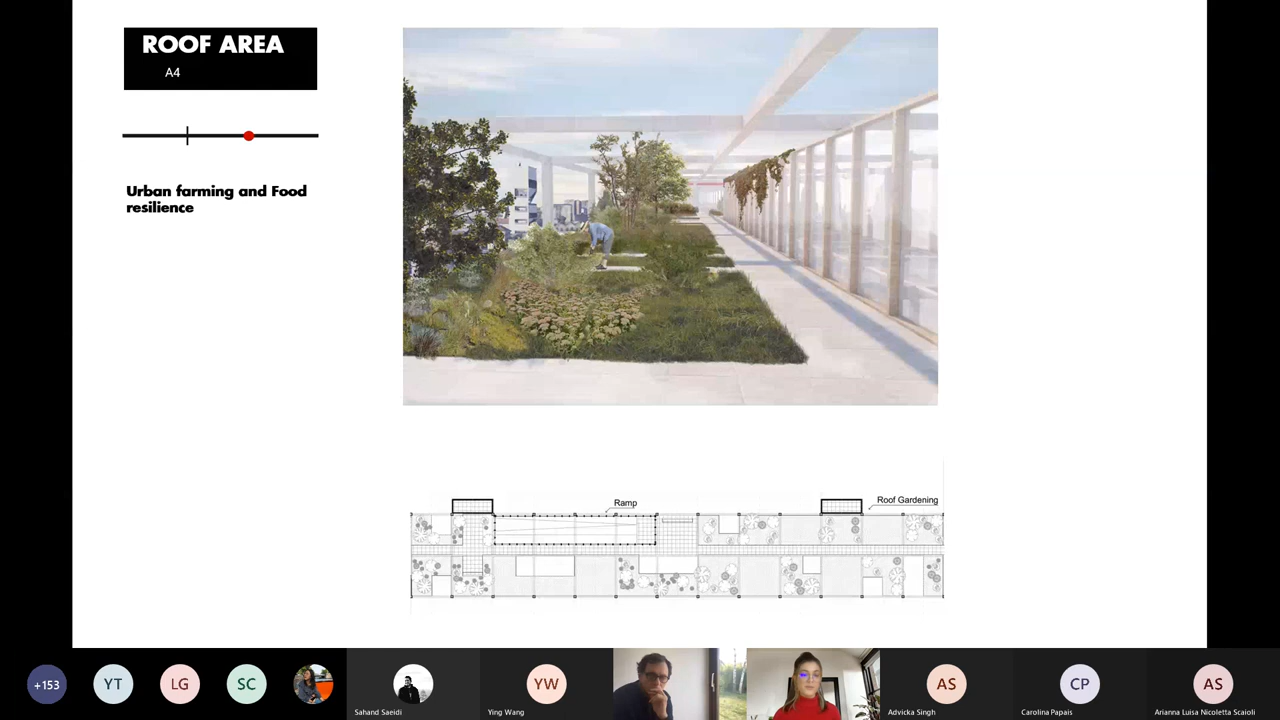 ROOF AREA
A4
Urban farming and Food
resilience
Ramp
Roof Gardening
+153
YT
LG
SC
YW
AS
CP
AS
Sahand Saeidi
Ying Wang
Advicka Singh
Carolina Papais
Arianna Luisa Nicoletta Scaioli